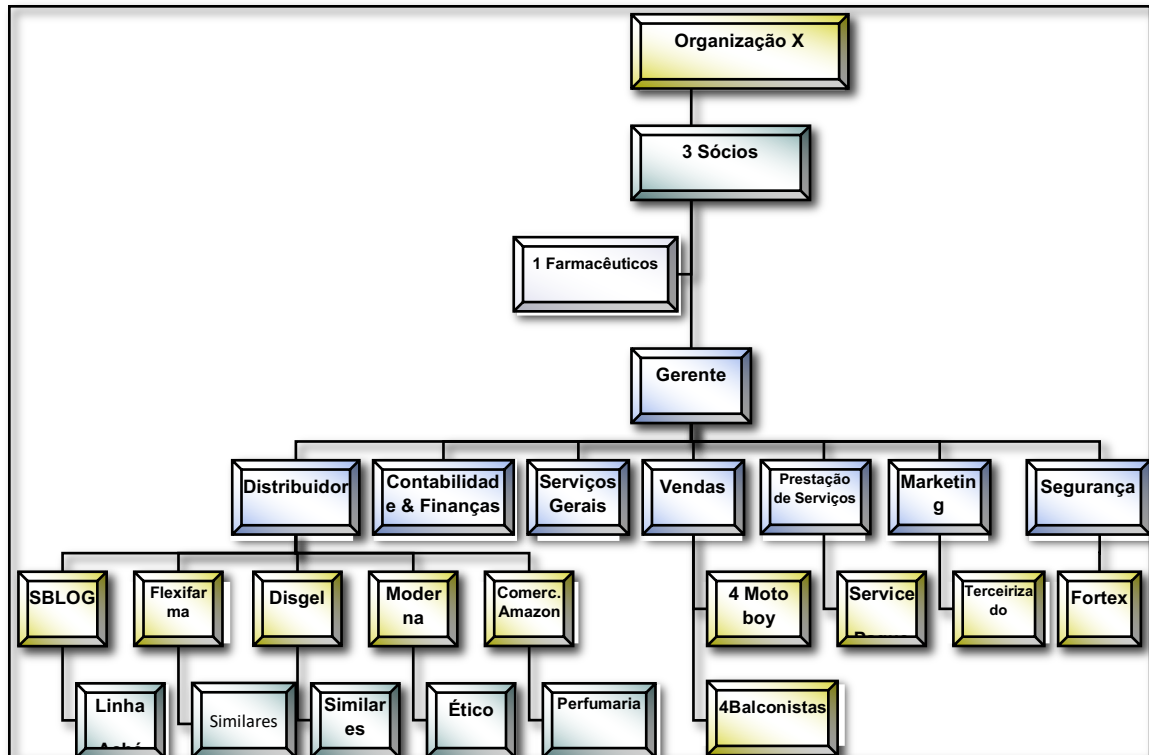 Organização X
3 Sócios
1 Farmacêuticos
Gerente
Distribuidor
Contabilidad
e & Finanças
Serviços
Gerais
Vendas
Prestação
de Serviços
Marketin
g
Segurança
SBLOG
Flexifar
ma
Disgel
Moder
na
Comerc.
Amazon
4 Moto
boy
Service
Terceiriza
do
Fortex
Linha
Similares
Similar
es
Ético
Perfumaria
4Balconistas